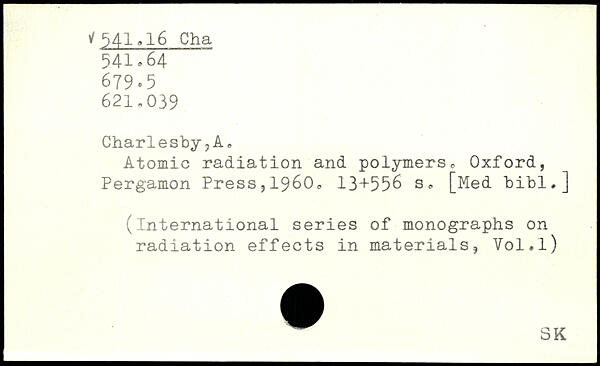 √ 541.16 Cha
541.64
679.5
621.039
Charlesby,A.
Atomic radiation and polymers. Oxford,
Pergamon Press,1960. 13+556 s. [Med bibl.]
(International series of monographs on
radiation effects in materials, Vol.1)
SK